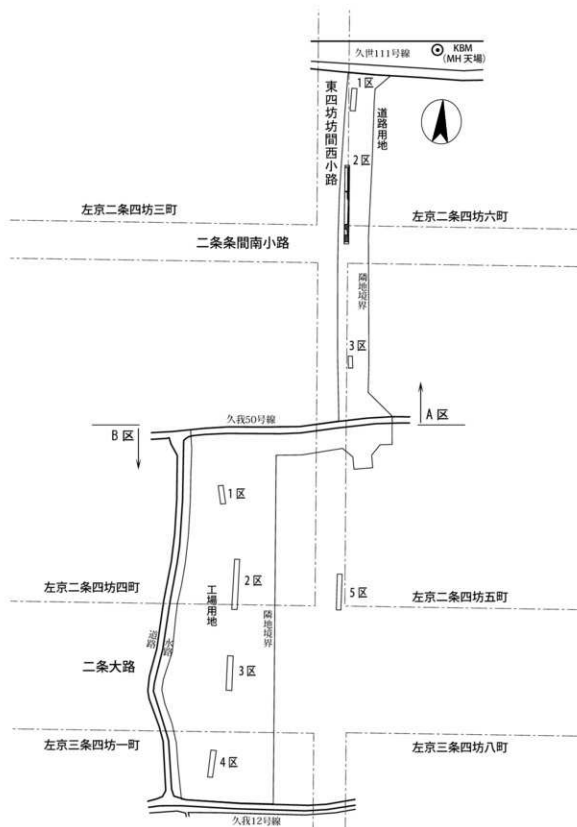 久世111号線
KBM
(MH 天場)
1区
東四坊坊間西小路
道路用地
2区
左京二条四坊三町
左京二条四坊六町
二条条間南小路
隣地境界
3区
A 区
久我50号線
B 区
1区
2区
工場用地
5区
左京二条四坊四町
左京二条四坊五町
隣地境界
道路
水路
二条大路
3区
左京三条四坊一町
左京三条四坊八町
4区
久我12号線